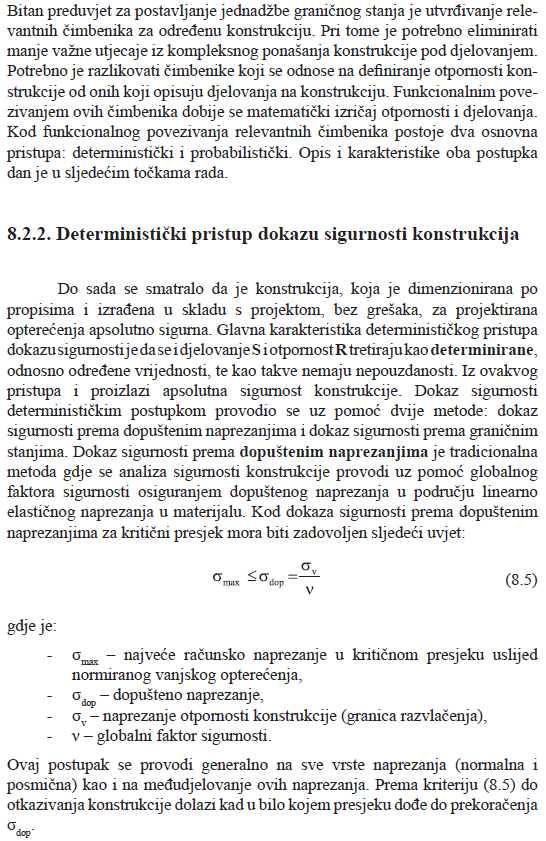 Bitan preduvjet za postavljanje jednadžbe graničnog stanja je utvrđivanje rele-
vantnih čimbenika za određenu konstrukciju. Pri tome je potrebno eliminirati
manje važne utjecaje iz kompleksnog ponašanja konstrukcije pod djelovanjem.
Potrebno je razlikovati čimbenike koji se odnose na definiranje otpornosti kon-
strukcije od onih koji opisuju djelovanja na konstrukciju. Funkcionalnim pove-
zivanjem ovih čimbenika dobije se matematički izričaj otpornosti i djelovanja.
Kod funkcionalnog povezivanja relevantnih čimbenika postoje dva osnovna
pristupa: deterministički i probabilistički. Opis i karakteristike oba postupka
dan je u sljedećim točkama rada.
8.2.2. Deterministički pristup dokazu sigurnosti konstrukcija
Do sada se smatralo da je konstrukcija, koja je dimenzionirana po
propisima i izrađena u skladu s projektom, bez grešaka, za projektirana
opterećenja apsolutno sigurna. Glavna karakteristika determinističkog pristupa
dokazu sigurnosti je da se i djelovanje S i otpornost R tretiraju kao determinirane,
odnosno određene vrijednosti, te kao takve nemaju nepouzdanosti. Iz ovakvog
pristupa i proizlazi apsolutna sigurnost konstrukcije. Dokaz sigurnosti
determinističkim postupkom provodio se uz pomoć dvije metode: dokaz
sigurnosti prema dopuštenim naprezanjima i dokaz sigurnosti prema graničnim
stanjima. Dokaz sigurnosti prema dopuštenim naprezanjima je tradicionalna
metoda gdje se analiza sigurnosti konstrukcije provodi uz pomoć globalnog
faktora sigurnosti osiguranjem dopuštenog naprezanja u području linearno
elastičnog naprezanja u materijalu. Kod dokaza sigurnosti prema dopuštenim
naprezanjima za kritični presjek mora biti zadovoljen sljedeći uvjet:
σmax ≤ σdop = σv / ν (8.5)
gdje je:
- σmax – najveće računsko naprezanje u kritičnom presjeku uslijed
normiranog vanjskog opterećenja,
- σdop – dopušteno naprezanje,
- σv – naprezanje otpornosti konstrukcije (granica razvlačenja),
- ν – globalni faktor sigurnosti.
Ovaj postupak se provodi generalno na sve vrste naprezanja (normalna i
posmična) kao i na međudjelovanje ovih naprezanja. Prema kriteriju (8.5) do
otkazivanja konstrukcije dolazi kad u bilo kojem presjeku dođe do prekoračenja
σdop.